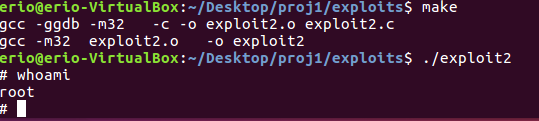 erio@erio-VirtualBox:~/Desktop/proj1/exploits$ make
gcc -ggdb -m32   -c -o exploit2.o exploit2.c
gcc -m32  exploit2.o   -o exploit2
erio@erio-VirtualBox:~/Desktop/proj1/exploits$ ./exploit2
# whoami
root
#